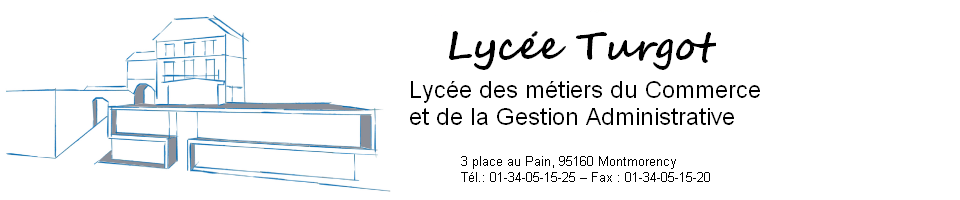 Lycée Turgot
Lycée des métiers du Commerce
et de la Gestion Administrative
3 place au Pain, 95160 Montmorency
Tél.: 01-34-05-15-25 – Fax : 01-34-05-15-20